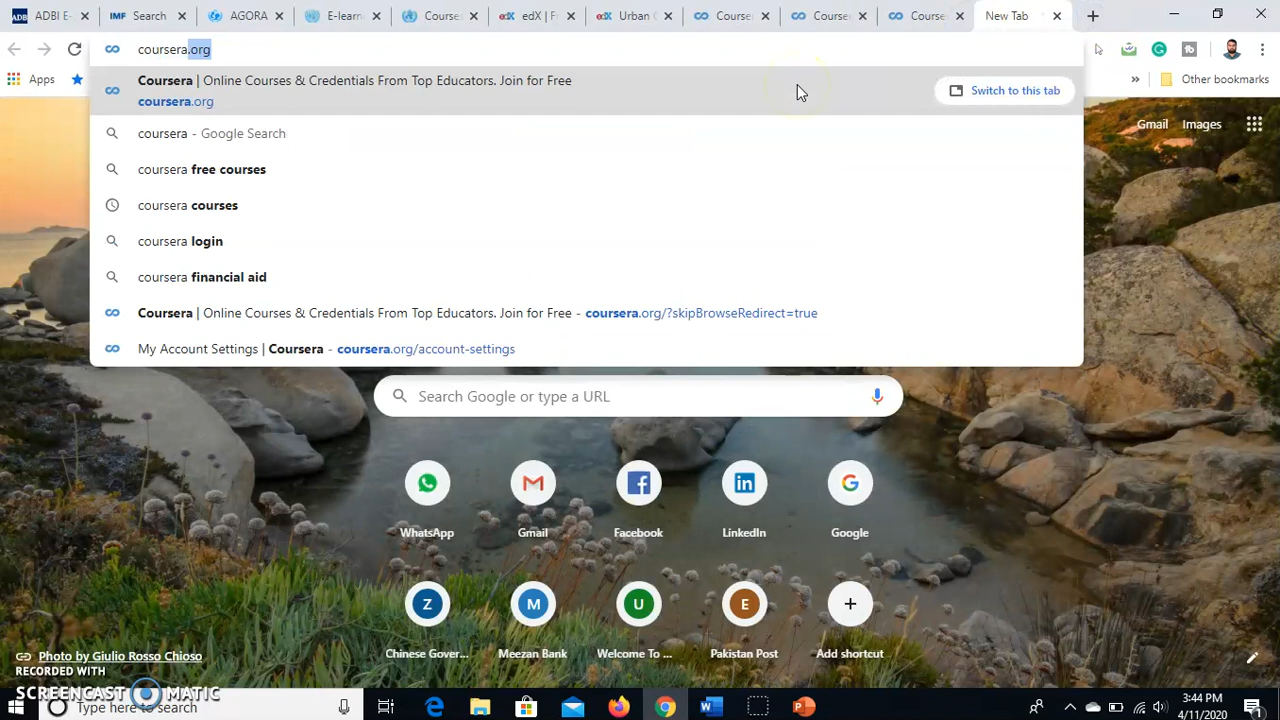 ADBI E-
IMF Search
AGORA
E-learn
Course
edX | F
Urban C
Course
Course
Course
New Tab
coursera.org
Coursera | Online Courses & Credentials From Top Educators. Join for Free
coursera.org
Switch to this tab
coursera - Google Search
coursera free courses
coursera courses
coursera login
coursera financial aid
Coursera | Online Courses & Credentials From Top Educators. Join for Free - coursera.org/?skipBrowseRedirect=true
My Account Settings | Coursera - coursera.org/account-settings
Apps
Other bookmarks
Gmail Images
Search Google or type a URL
WhatsApp
Gmail
Facebook
LinkedIn
Google
Z
M
U
E
Chinese Gover...
Meezan Bank
Welcome To ...
Pakistan Post
Add shortcut
Photo by Giulio Rosso Chioso
RECORDED WITH
SCREENCAST MATIC
Type here to search
3:44 PM
4/11/2020